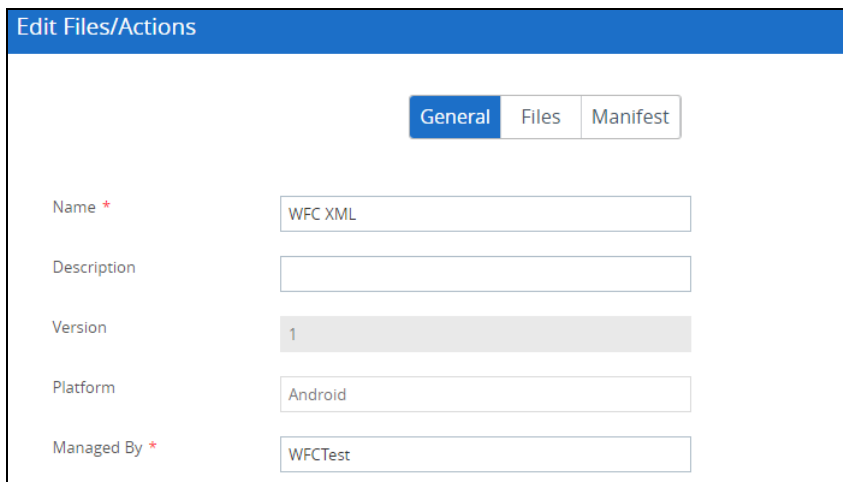 Edit Files/Actions
General Files Manifest
Name * WFC XML
Description
Version 1
Platform Android
Managed By * WFCTest